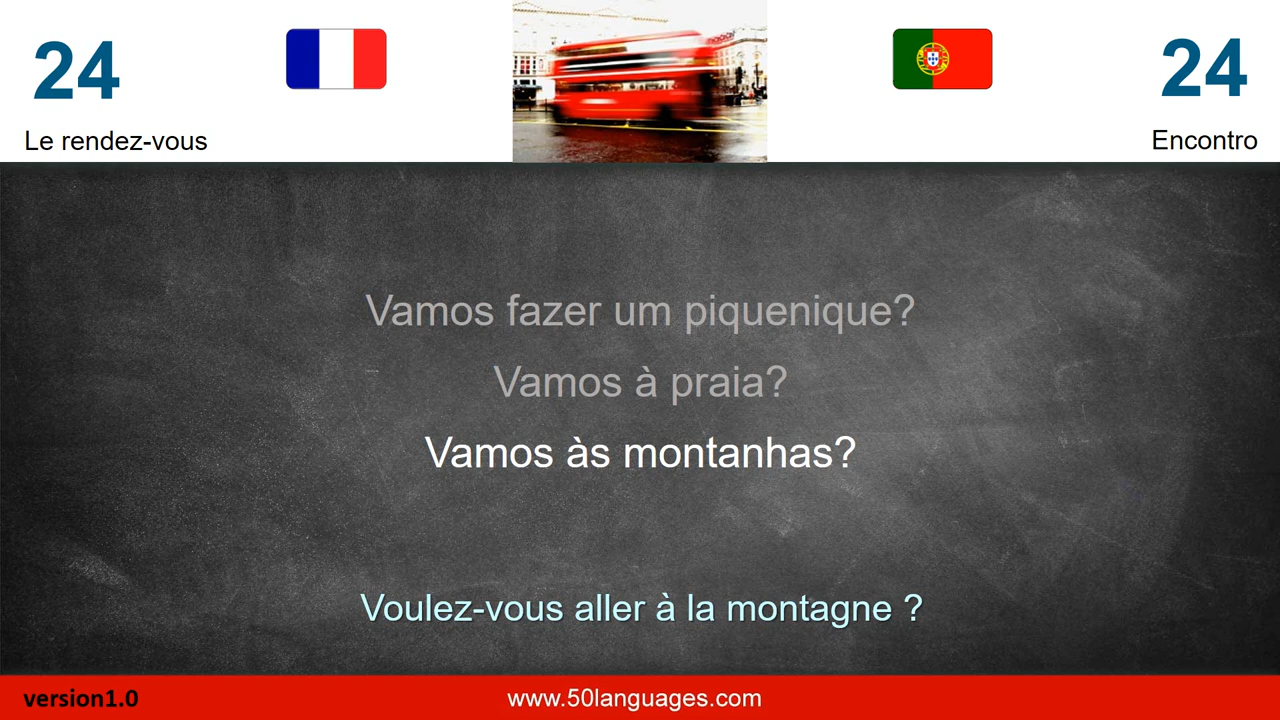 24
24
Le rendez-vous
Encontro
Vamos fazer um piquenique?
Vamos à praia?
Vamos às montanhas?
Voulez-vous aller à la montagne ?
version1.0
www.50languages.com